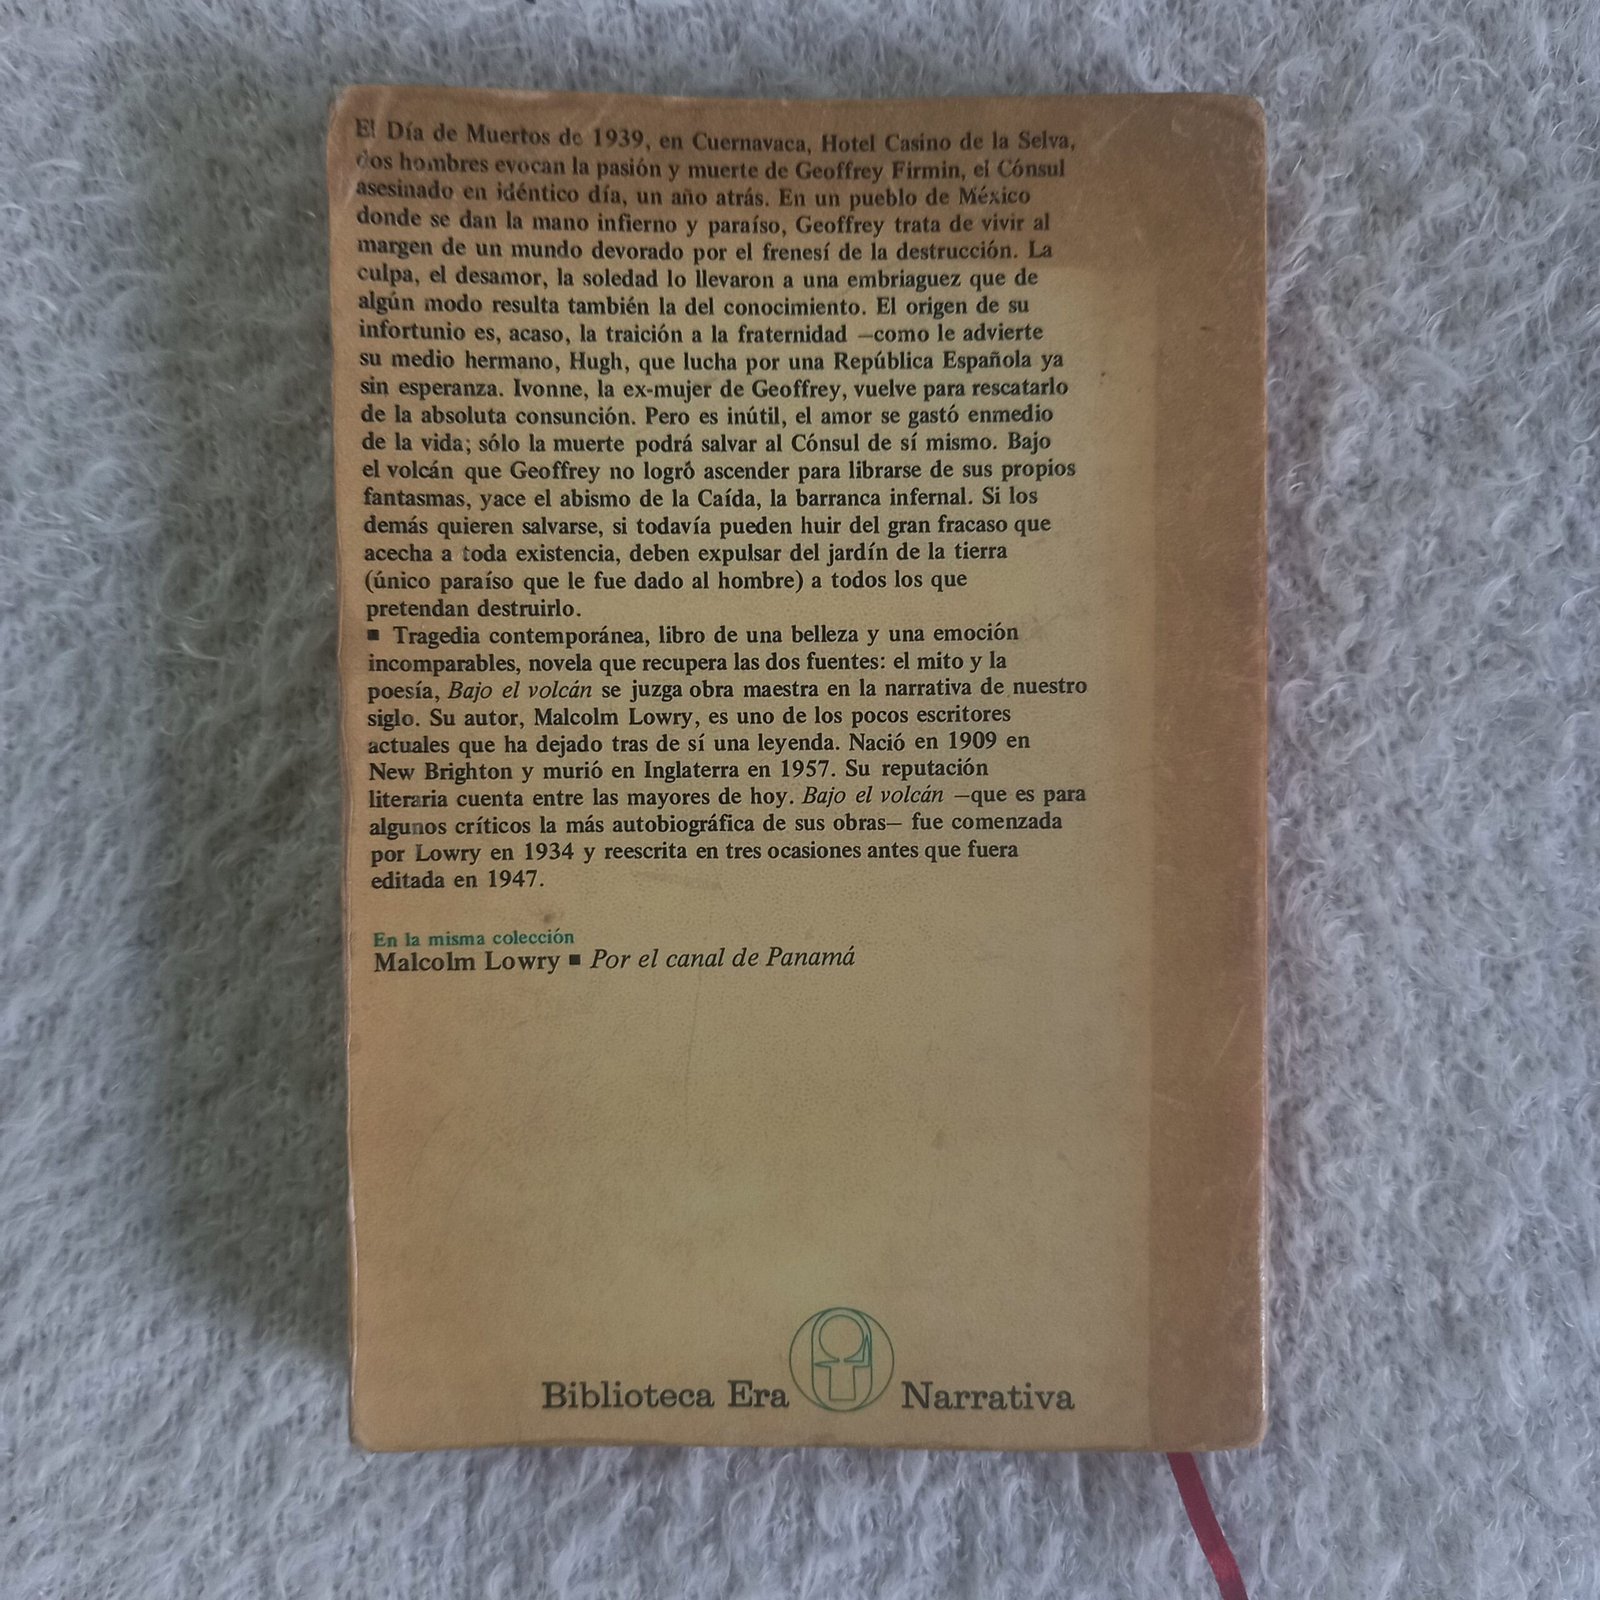 El Día de Muertos de 1939, en Cuernavaca, Hotel Casino de la Selva,
dos hombres evocan la pasión y muerte de Geoffrey Firmin, el Cónsul
asesinado en idéntico día, un año atrás. En un pueblo de México
donde se dan la mano infierno y paraíso, Geoffrey trata de vivir al
margen de un mundo devorado por el frenesí de la destrucción. La
culpa, el desamor, la soledad lo llevaron a una embriaguez que de
algún modo resulta también la del conocimiento. El origen de su
infortunio es, acaso, la traición a la fraternidad —como le advierte
su medio hermano, Hugh, que lucha por una República Española ya
sin esperanza. Ivonne, la ex-mujer de Geoffrey, vuelve para rescatarlo
de la absoluta consunción. Pero es inútil, el amor se gastó enmedio
de la vida; sólo la muerte podrá salvar al Cónsul de sí mismo. Bajo
el volcán que Geoffrey no logró ascender para librarse de sus propios
fantasmas, yace el abismo de la Caída, la barranca infernal. Si los
demás quieren salvarse, si todavía pueden huir del gran fracaso que
acecha a toda existencia, deben expulsar del jardín de la tierra
(único paraíso que le fue dado al hombre) a todos los que
pretendan destruirlo.
■ Tragedia contemporánea, libro de una belleza y una emoción
incomparables, novela que recupera las dos fuentes: el mito y la
poesía, Bajo el volcán se juzga obra maestra en la narrativa de nuestro
siglo. Su autor, Malcolm Lowry, es uno de los pocos escritores
actuales que ha dejado tras de sí una leyenda. Nació en 1909 en
New Brighton y murió en Inglaterra en 1957. Su reputación
literaria cuenta entre las mayores de hoy. Bajo el volcán —que es para
algunos críticos la más autobiográfica de sus obras— fue comenzada
por Lowry en 1934 y reescrita en tres ocasiones antes que fuera
editada en 1947.
En la misma colección
Malcolm Lowry ■ Por el canal de Panamá
Biblioteca Era Narrativa